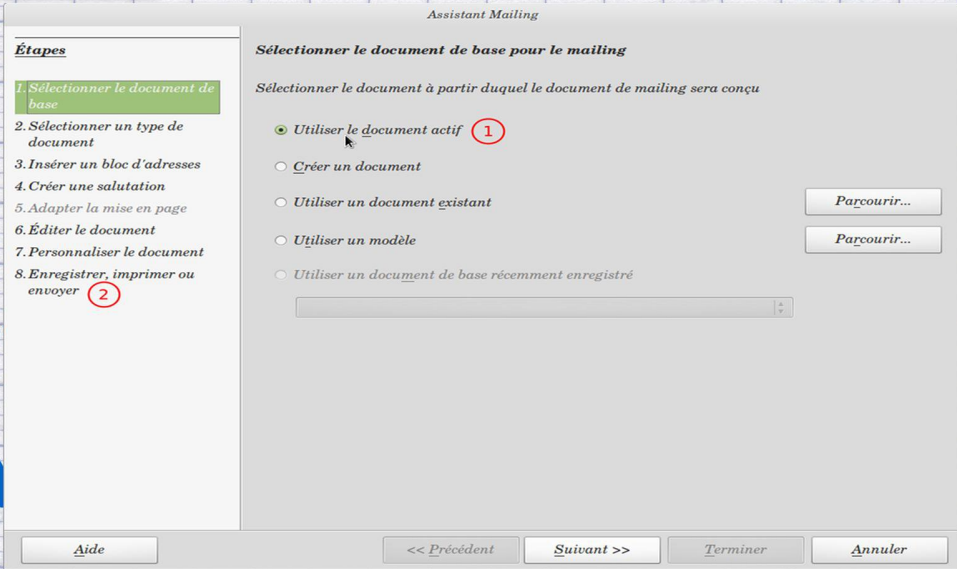 Assistant Mailing
Étapes
1. Sélectionner le document de
base
2. Sélectionner un type de
document
3. Insérer un bloc d'adresses
4. Créer une salutation
5. Adapter la mise en page
6. Éditer le document
7. Personnaliser le document
8. Enregistrer, imprimer ou
envoyer 2
Sélectionner le document de base pour le mailing
Sélectionner le document à partir duquel le document de mailing sera conçu
Utiliser le document actif 1
Créer un document
Utiliser un document existant Parcourir...
Utiliser un modèle Parcourir...
Utiliser un document de base récemment enregistré
Aide << Précédent Suivant >> Terminer Annuler